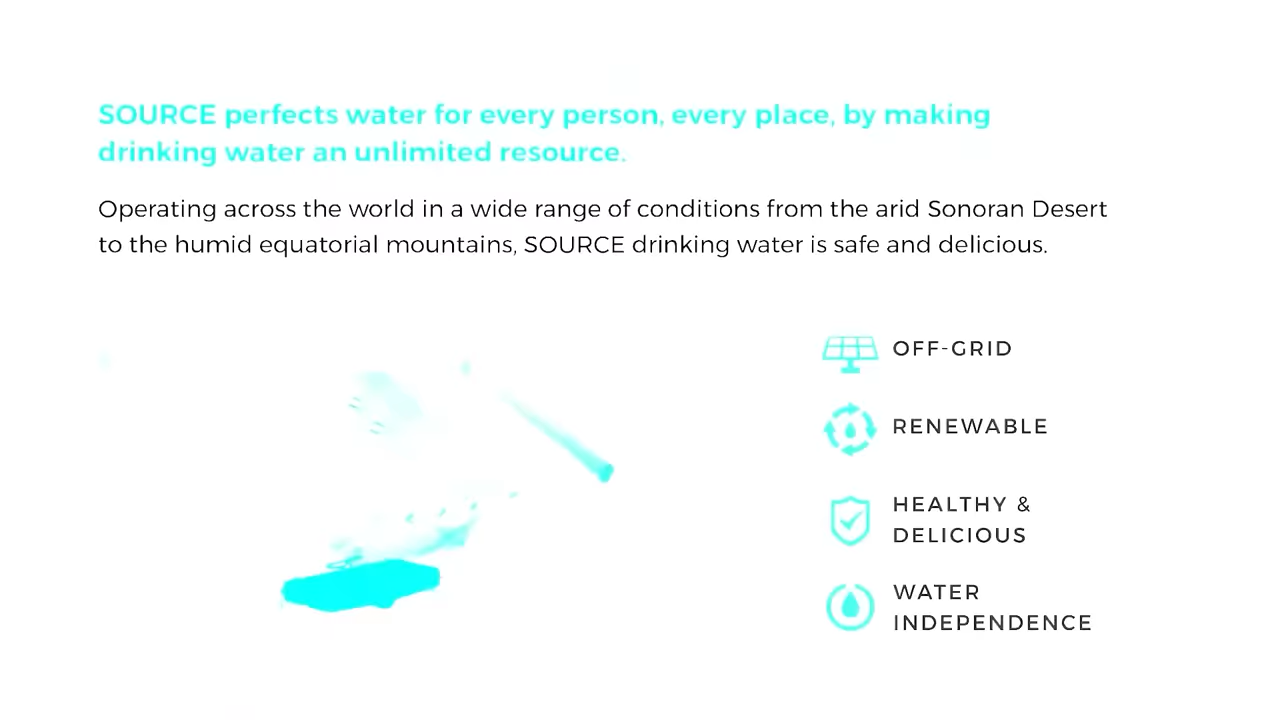 SOURCE perfects water for every person, every place, by making
drinking water an unlimited resource.
Operating across the world in a wide range of conditions from the arid Sonoran Desert
to the humid equatorial mountains, SOURCE drinking water is safe and delicious.
OFF-GRID
RENEWABLE
HEALTHY &
DELICIOUS
WATER
INDEPENDENCE